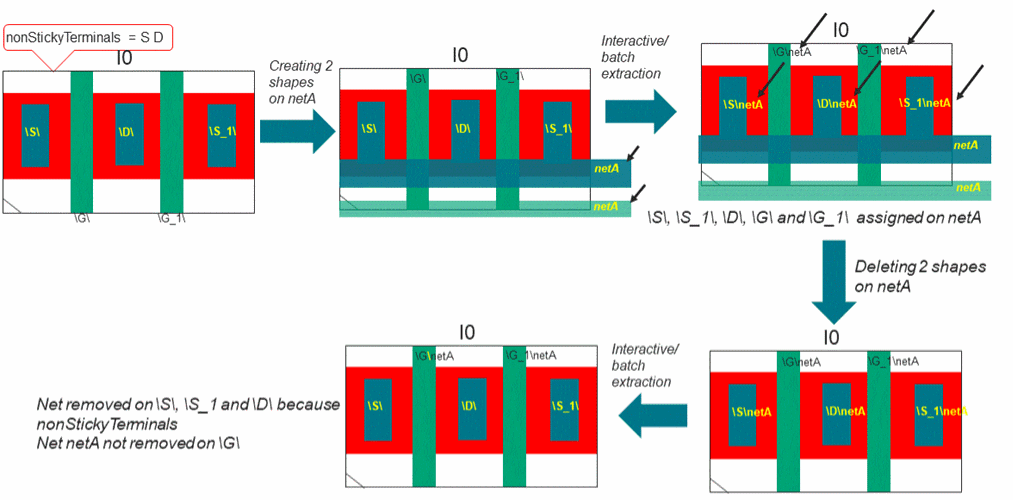 nonStickyTerminals = S D
I0
\S\
\D\
\S_1\
\G\
\G_1\
Creating 2
shapes
on netA
I0
\G\
\G_1\
\S\
\D\
\S_1\
netA
netA
Interactive/
batch
extraction
I0
\G\netA
\G_1\netA
\S\netA
\D\netA
\S_1\netA
netA
netA
\S\, \S_1\, \D\, \G\ and \G_1\ assigned on netA
Deleting 2 shapes
on netA
I0
\G\netA
\G_1\netA
\S\netA
\D\netA
\S_1\netA
Interactive/
batch
extraction
I0
\G\netA
\G_1\netA
\S\
\D\
\S_1\
Net removed on \S\, \S_1 and \D\ because
nonStickyTerminals
Net netA not removed on \G\